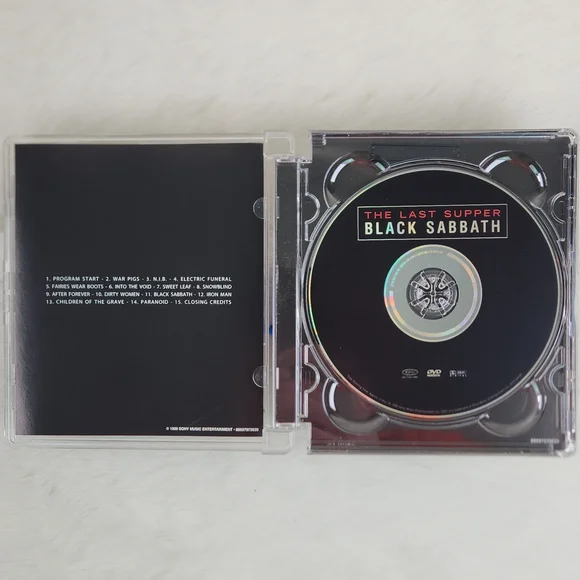 1. PROGRAM START - 2. WAR PIGS - 3. N.I.B. - 4. ELECTRIC FUNERAL
5. FAIRIES WEAR BOOTS - 6. INTO THE VOID - 7. SWEET LEAF - 8. SNOWBLIND
9. AFTER FOREVER - 10. DIRTY WOMEN - 11. BLACK SABBATH - 12. IRON MAN
13. CHILDREN OF THE GRAVE - 14. PARANOID - 15. CLOSING CREDITS
THE LAST SUPPER
BLACK SABBATH
DVD